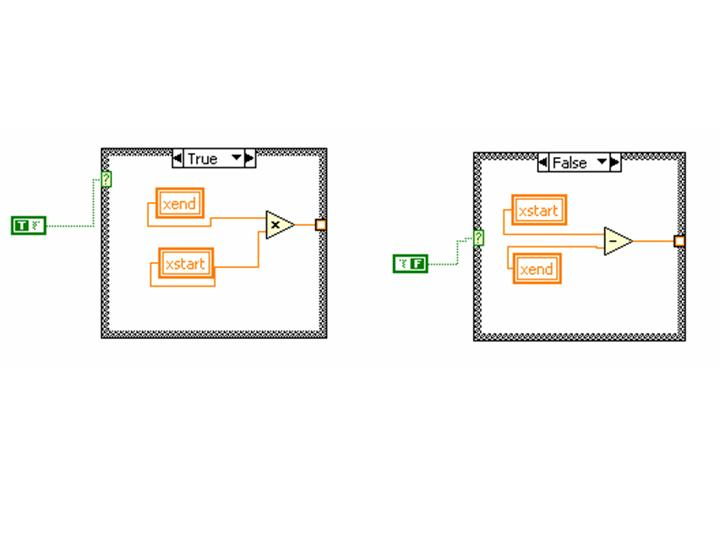 True
?
xend
T F
×
xstart
False
xstart
?
−
T F
xend